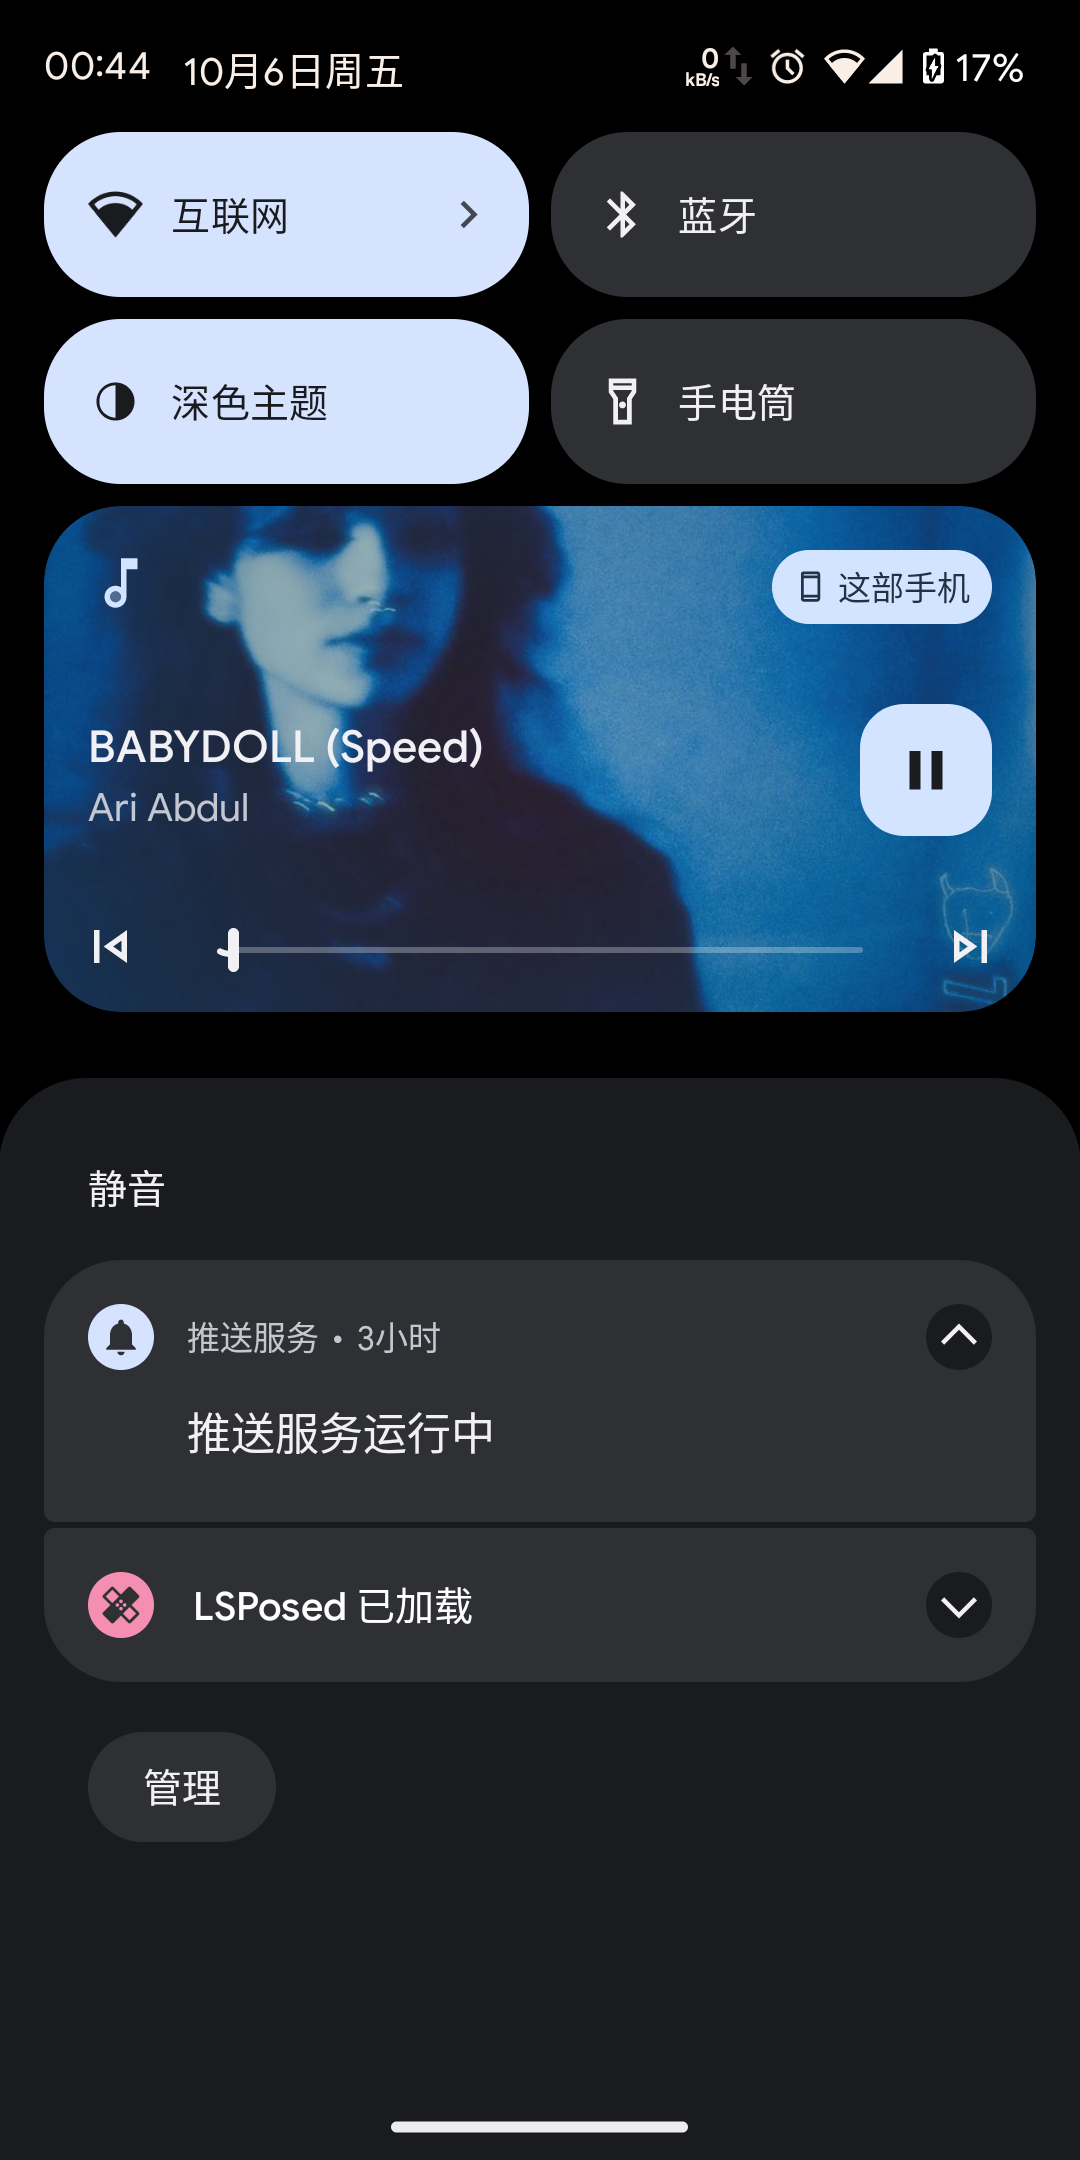 00:44 10月6日周五 0 kB/s 17%
互联网 蓝牙
深色主题 手电筒
这部手机
BABYDOLL (Speed)
Ari Abdul
静音
推送服务 • 3小时
推送服务运行中
LSPosed 已加载
管理